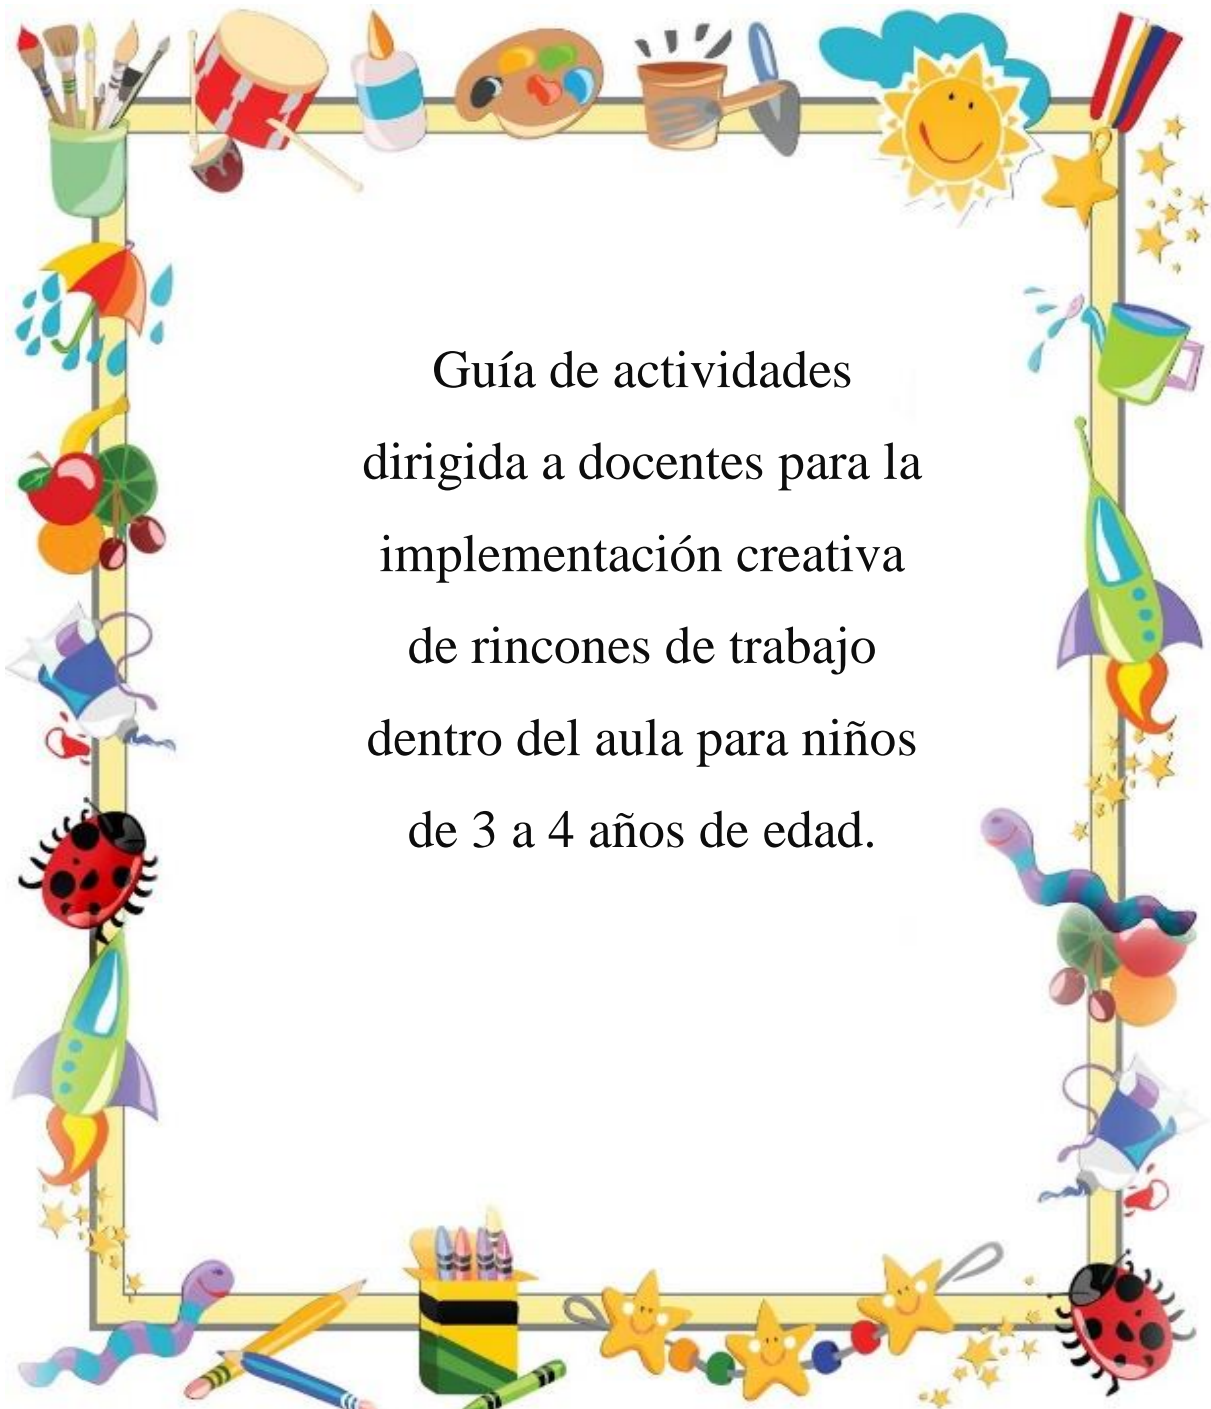 Guía de actividades
dirigida a docentes para la
implementación creativa
de rincones de trabajo
dentro del aula para niños
de 3 a 4 años de edad.